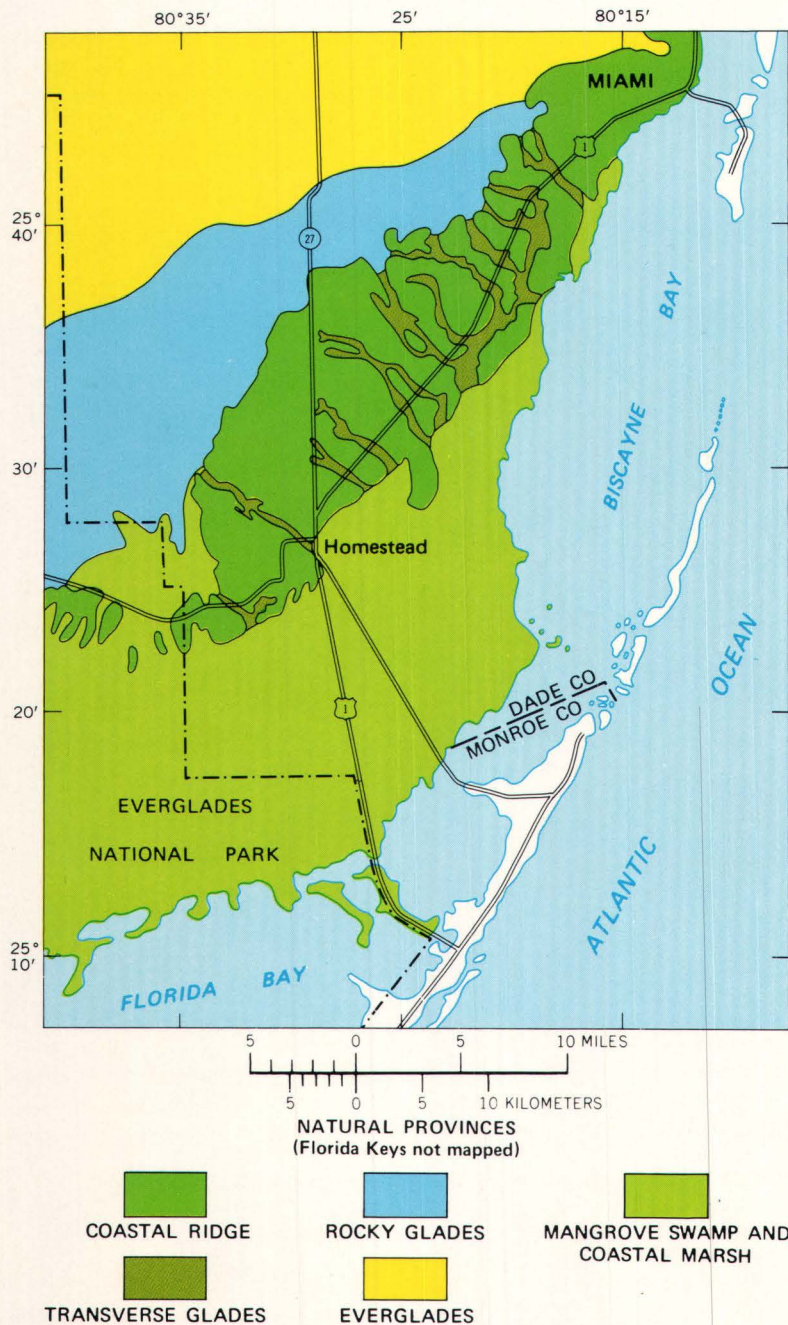 80°35′ 25′ 80°15′
MIAMI
1
25°
40′
27
BISCAYNE BAY
30′
Homestead
ATLANTIC OCEAN
DADE CO
MONROE CO
20′
1
EVERGLADES
NATIONAL PARK
25°
10′
FLORIDA BAY
5 0 5 10 MILES
5 0 5 10 KILOMETERS
NATURAL PROVINCES
(Florida Keys not mapped)
COASTAL RIDGE
ROCKY GLADES
MANGROVE SWAMP AND
COASTAL MARSH
TRANSVERSE GLADES
EVERGLADES